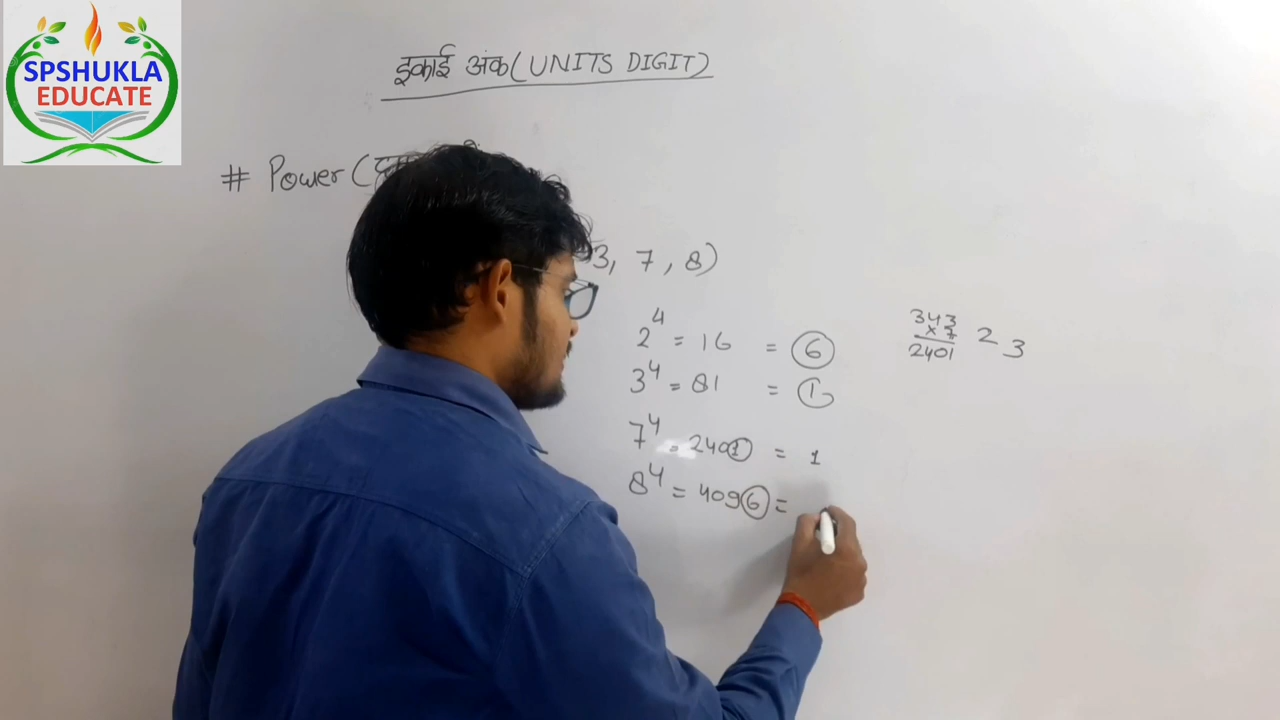 SPSHUKLA
EDUCATE
इकाई अंक (UNITS DIGIT)
# Power (
3, 7, 8)
2⁴ = 16 = 6
3⁴ = 81 = 1
7⁴ = 2401 = 1
8⁴ = 4096 =
343
x 7
2401
2 3